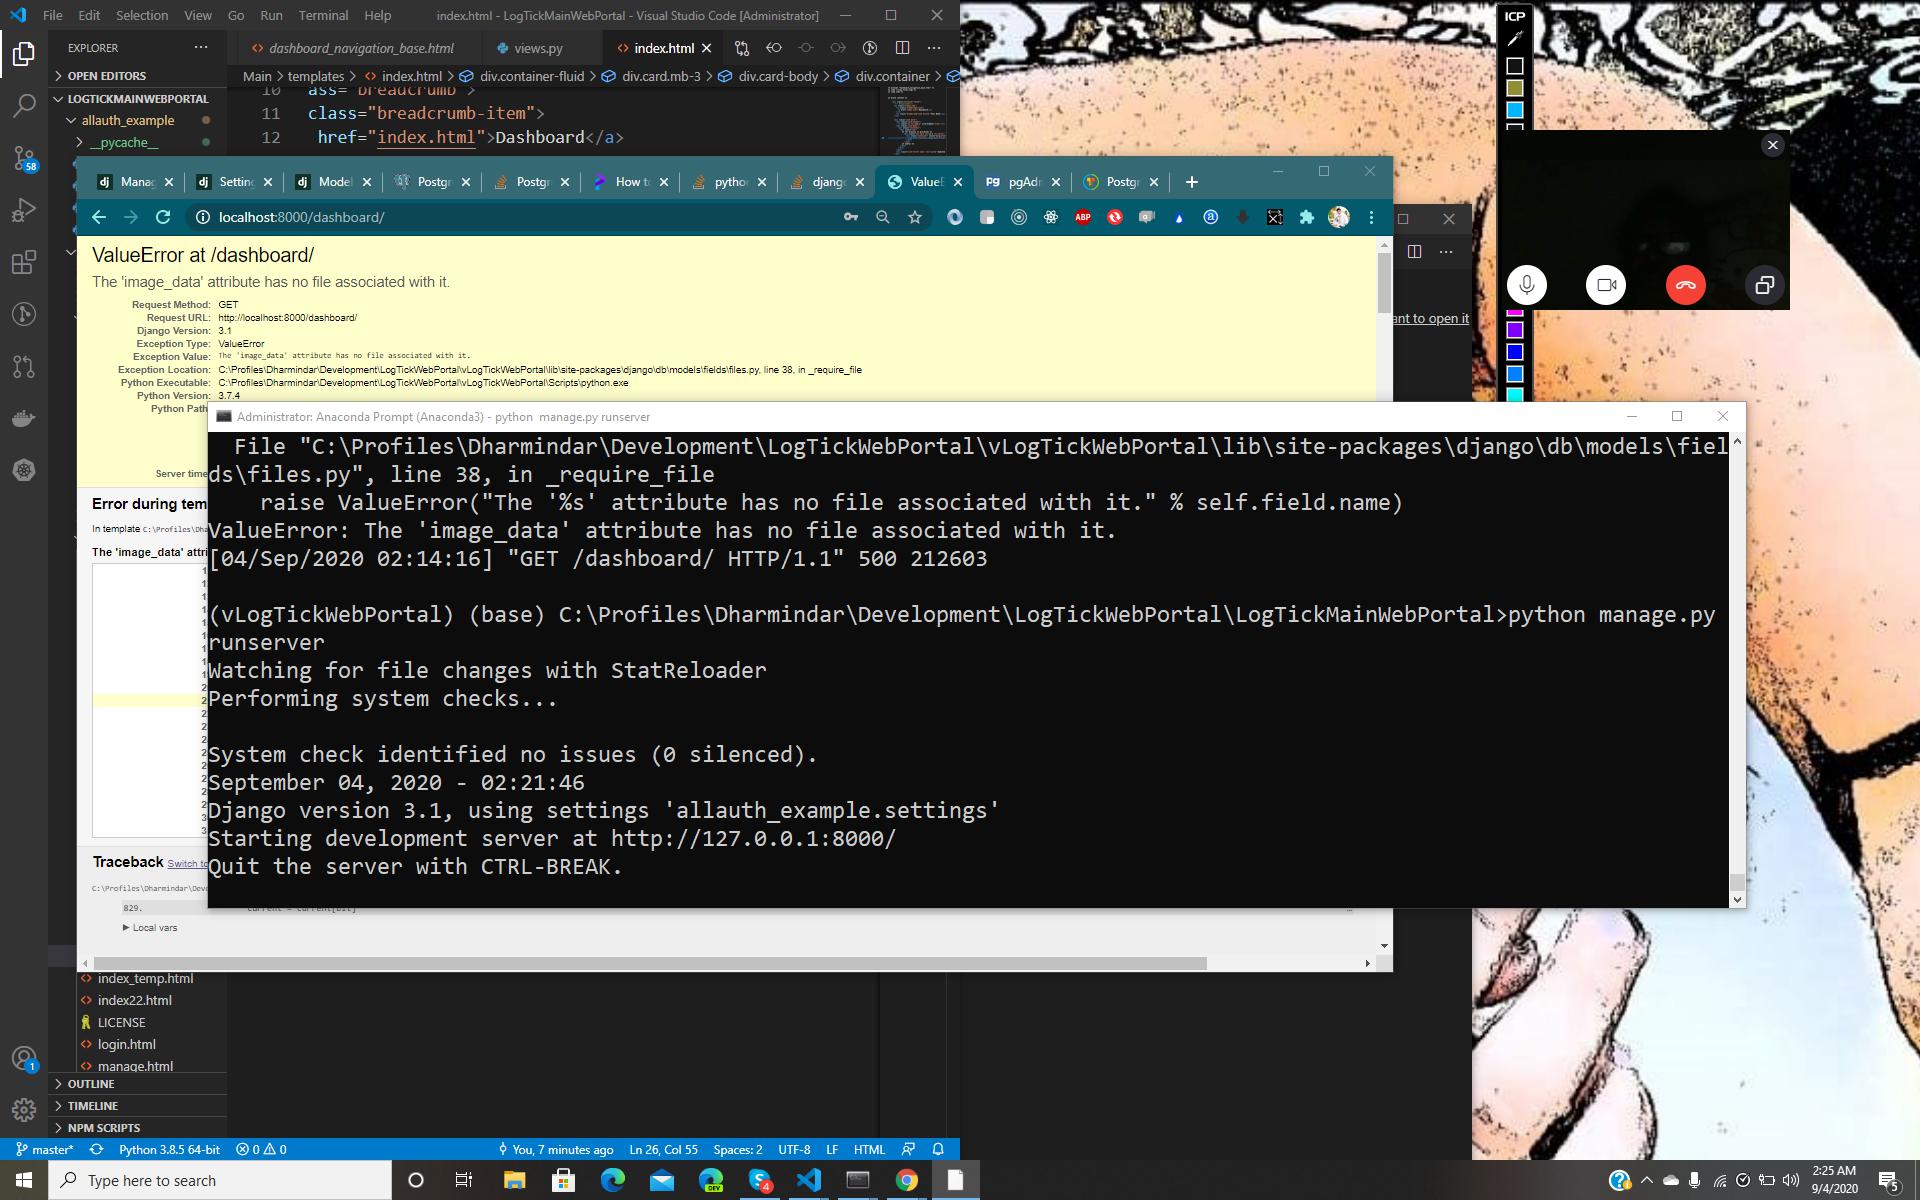 File Edit Selection View Go Run Terminal Help index.html - LogTickMainWebPortal - Visual Studio Code [Administrator]
ICP
EXPLORER ...
dashboard_navigation_base.html views.py index.html
OPEN EDITORS
Main > templates > index.html > div.container-fluid > div.card.mb-3 > div.card-body > div.container >
LOGTICKMAINWEBPORTAL
10 ass="breadcrumb">
allauth_example
11 class="breadcrumb-item">
__pycache__
12 href="index.html">Dashboard</a>
58
dj Manag dj Settin dj Model Postgr Postgr How to python django ValueE pgAdm Postgr
localhost:8000/dashboard/
ABP
ValueError at /dashboard/
The 'image_data' attribute has no file associated with it.
Request Method: GET
Request URL: http://localhost:8000/dashboard/
ant to open it
Django Version: 3.1
Exception Type: ValueError
Exception Value: The 'image_data' attribute has no file associated with it.
Exception Location: C:\Profiles\Dharmindar\Development\LogTickWebPortal\vLogTickWebPortal\lib\site-packages\django\db\models\fields\files.py, line 38, in _require_file
Python Executable: C:\Profiles\Dharmindar\Development\LogTickWebPortal\vLogTickWebPortal\Scripts\python.exe
Python Version: 3.7.4
Python Path
Server time
Error during tem
In template C:\Profiles\Dh
The 'image_data' attri
Administrator: Anaconda Prompt (Anaconda3) - python manage.py runserver
File "C:\Profiles\Dharmindar\Development\LogTickWebPortal\vLogTickWebPortal\lib\site-packages\django\db\models\fiel
ds\files.py", line 38, in _require_file
raise ValueError("The '%s' attribute has no file associated with it." % self.field.name)
ValueError: The 'image_data' attribute has no file associated with it.
[04/Sep/2020 02:14:16] "GET /dashboard/ HTTP/1.1" 500 212603
(vLogTickWebPortal) (base) C:\Profiles\Dharmindar\Development\LogTickWebPortal\LogTickMainWebPortal>python manage.py
runserver
Watching for file changes with StatReloader
Performing system checks...
System check identified no issues (0 silenced).
September 04, 2020 - 02:21:46
Django version 3.1, using settings 'allauth_example.settings'
Starting development server at http://127.0.0.1:8000/
Quit the server with CTRL-BREAK.
Traceback Switch to
C:\Profiles\Dharmindar\Dev
829. current = current[bit]
Local vars
index_temp.html
index22.html
LICENSE
login.html
manage.html
OUTLINE
TIMELINE
NPM SCRIPTS
master* Python 3.8.5 64-bit 0 0 You, 7 minutes ago Ln 26, Col 55 Spaces: 2 UTF-8 LF HTML
Type here to search
2:25 AM
9/4/2020